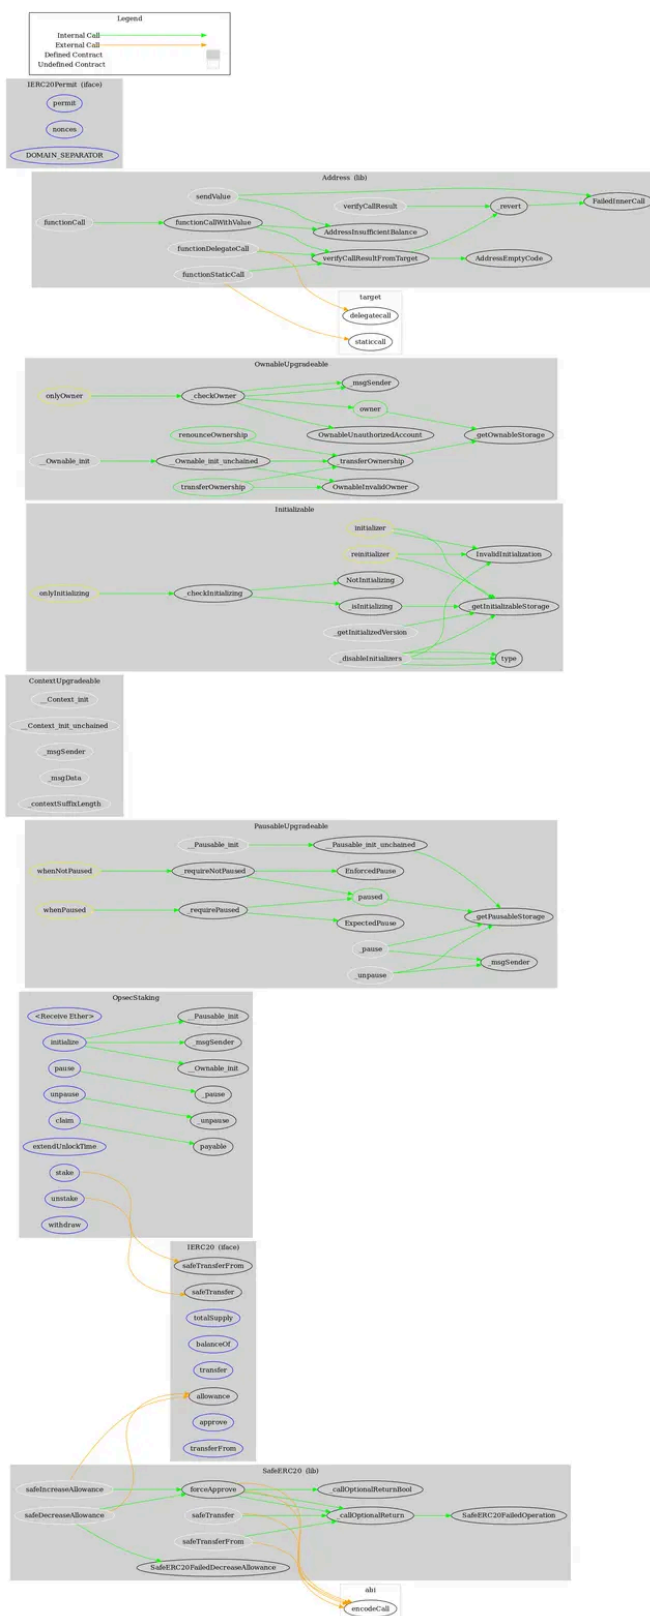 Legend
Internal Call
External Call
Defined Contract
Undefined Contract
IERC20Permit (iface)
permit
nonces
DOMAIN_SEPARATOR
Address (lib)
sendValue
verifyCallResult
_revert
FailedInnerCall
functionCall
functionCallWithValue
AddressInsufficientBalance
functionDelegateCall
verifyCallResultFromTarget
AddressEmptyCode
functionStaticCall
target
delegatecall
staticcall
OwnableUpgradeable
onlyOwner
_checkOwner
_msgSender
owner
renounceOwnership
OwnableUnauthorizedAccount
_getOwnableStorage
__Ownable_init
__Ownable_init_unchained
_transferOwnership
transferOwnership
OwnableInvalidOwner
Initializable
initializer
reinitializer
InvalidInitialization
onlyInitializing
_checkInitializing
NotInitializing
_isInitializing
_getInitializableStorage
_getInitializedVersion
_disableInitializers
type
ContextUpgradeable
__Context_init
__Context_init_unchained
_msgSender
_msgData
_contextSuffixLength
PausableUpgradeable
__Pausable_init
__Pausable_init_unchained
whenNotPaused
_requireNotPaused
EnforcedPause
paused
whenPaused
_requirePaused
ExpectedPause
_getPausableStorage
_pause
_msgSender
_unpause
OpsecStaking
<Receive Ether>
__Pausable_init
initialize
_msgSender
pause
__Ownable_init
unpause
_pause
claim
_unpause
extendUnlockTime
payable
stake
unstake
withdraw
IERC20 (iface)
safeTransferFrom
safeTransfer
totalSupply
balanceOf
transfer
allowance
approve
transferFrom
SafeERC20 (lib)
safeIncreaseAllowance
forceApprove
_callOptionalReturnBool
safeDecreaseAllowance
safeTransfer
_callOptionalReturn
SafeERC20FailedOperation
safeTransferFrom
SafeERC20FailedDecreaseAllowance
abi
encodeCall